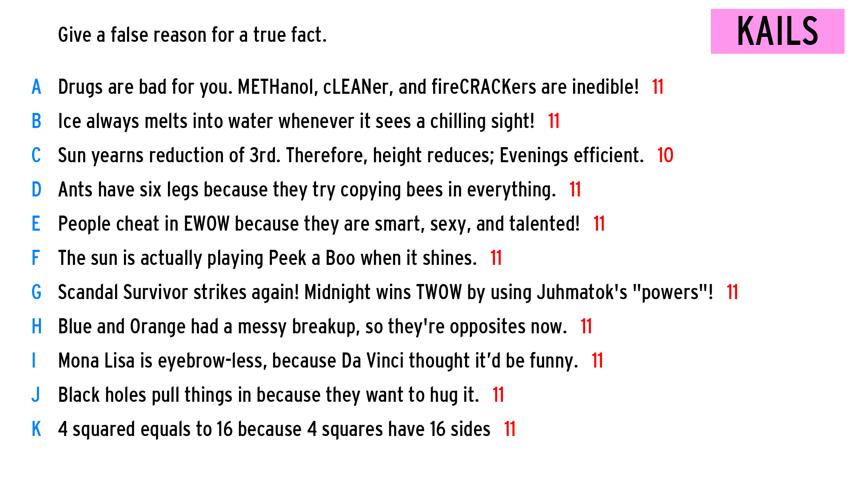 Give a false reason for a true fact.
KAILS
A Drugs are bad for you. METHanol, cLEANer, and fireCRACKers are inedible! 11
B Ice always melts into water whenever it sees a chilling sight! 11
C Sun yearns reduction of 3rd. Therefore, height reduces; Evenings efficient. 10
D Ants have six legs because they try copying bees in everything. 11
E People cheat in EWOW because they are smart, sexy, and talented! 11
F The sun is actually playing Peek a Boo when it shines. 11
G Scandal Survivor strikes again! Midnight wins TWOW by using Juhmatok's "powers"! 11
H Blue and Orange had a messy breakup, so they're opposites now. 11
I Mona Lisa is eyebrow-less, because Da Vinci thought it’d be funny. 11
J Black holes pull things in because they want to hug it. 11
K 4 squared equals to 16 because 4 squares have 16 sides 11